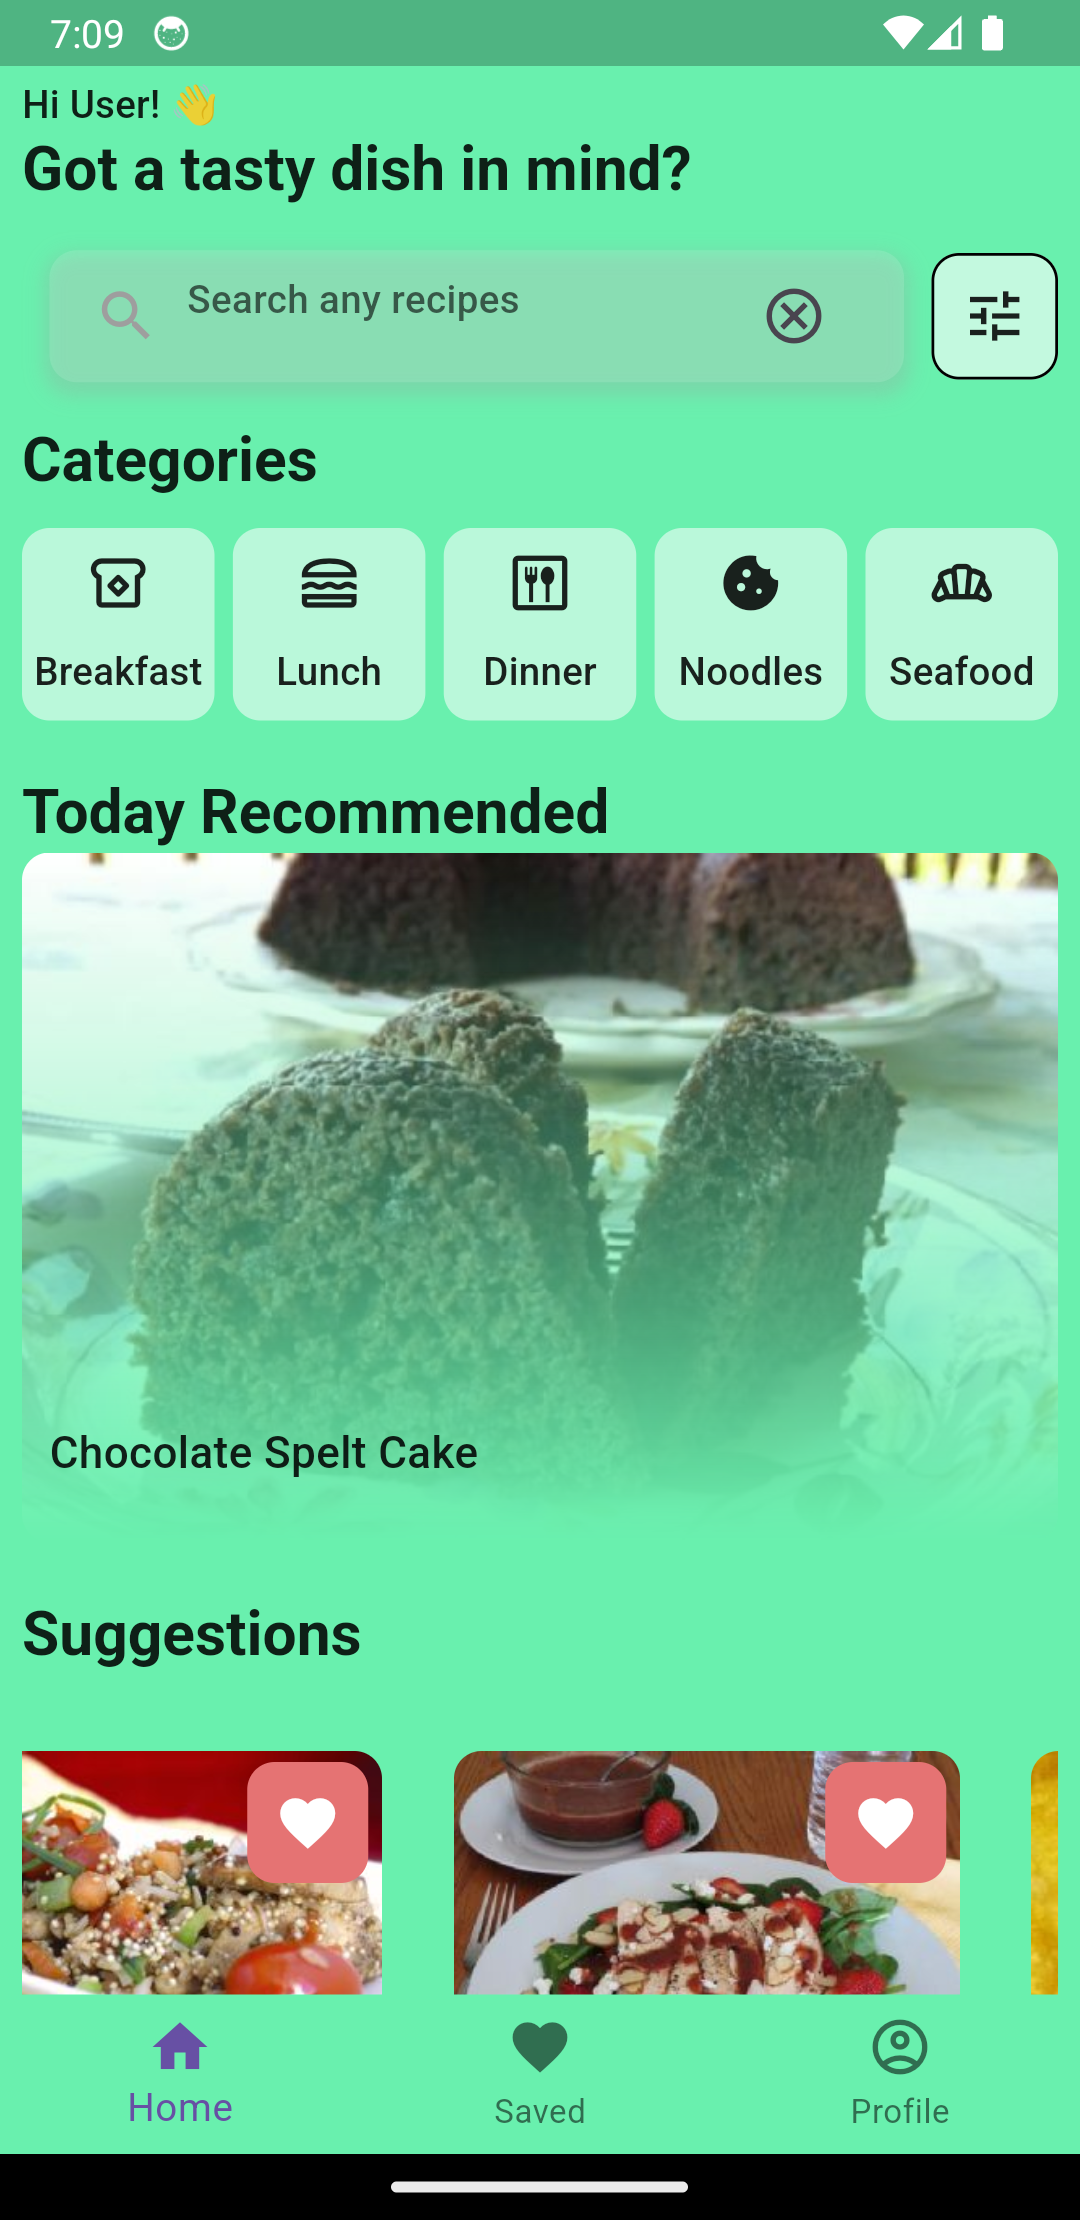 7:09
Hi User! 👋
Got a tasty dish in mind?
Search any recipes
Categories
Breakfast Lunch Dinner Noodles Seafood
Today Recommended
Chocolate Spelt Cake
Suggestions
Home Saved Profile